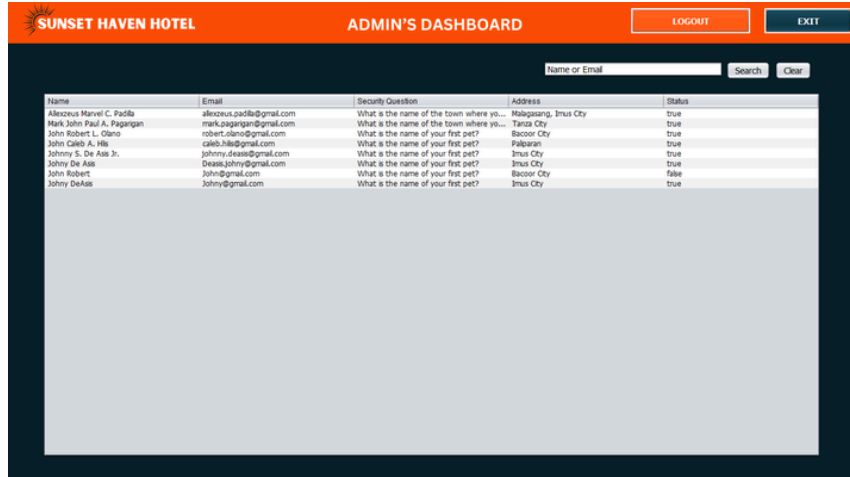 SUNSET HAVEN HOTEL ADMIN'S DASHBOARD LOGOUT EXIT
Name or Email Search Clear
Name Email Security Question Address Status
Alexzeus Marvel C. Padilla alexzeus.padilla@gmail.com What is the name of the town where yo... Malagasang, Imus City true
Mark John Paul A. Pagarigan mark.pagarigan@gmail.com What is the name of the town where yo... Tanza City true
John Robert L. Olano robert.olano@gmail.com What is the name of your first pet? Bacoor City true
John Caleb A. Hilis caleb.hilis@gmail.com What is the name of your first pet? Paliparan true
Johnny S. De Asis Jr. johnny.deasis@gmail.com What is the name of your first pet? Imus City true
Johny De Asis Deasis.johny@gmail.com What is the name of your first pet? Imus City true
John Robert John@gmail.com What is the name of your first pet? Bacoor City false
Johny DeAsis Johny@gmail.com What is the name of your first pet? Imus City true